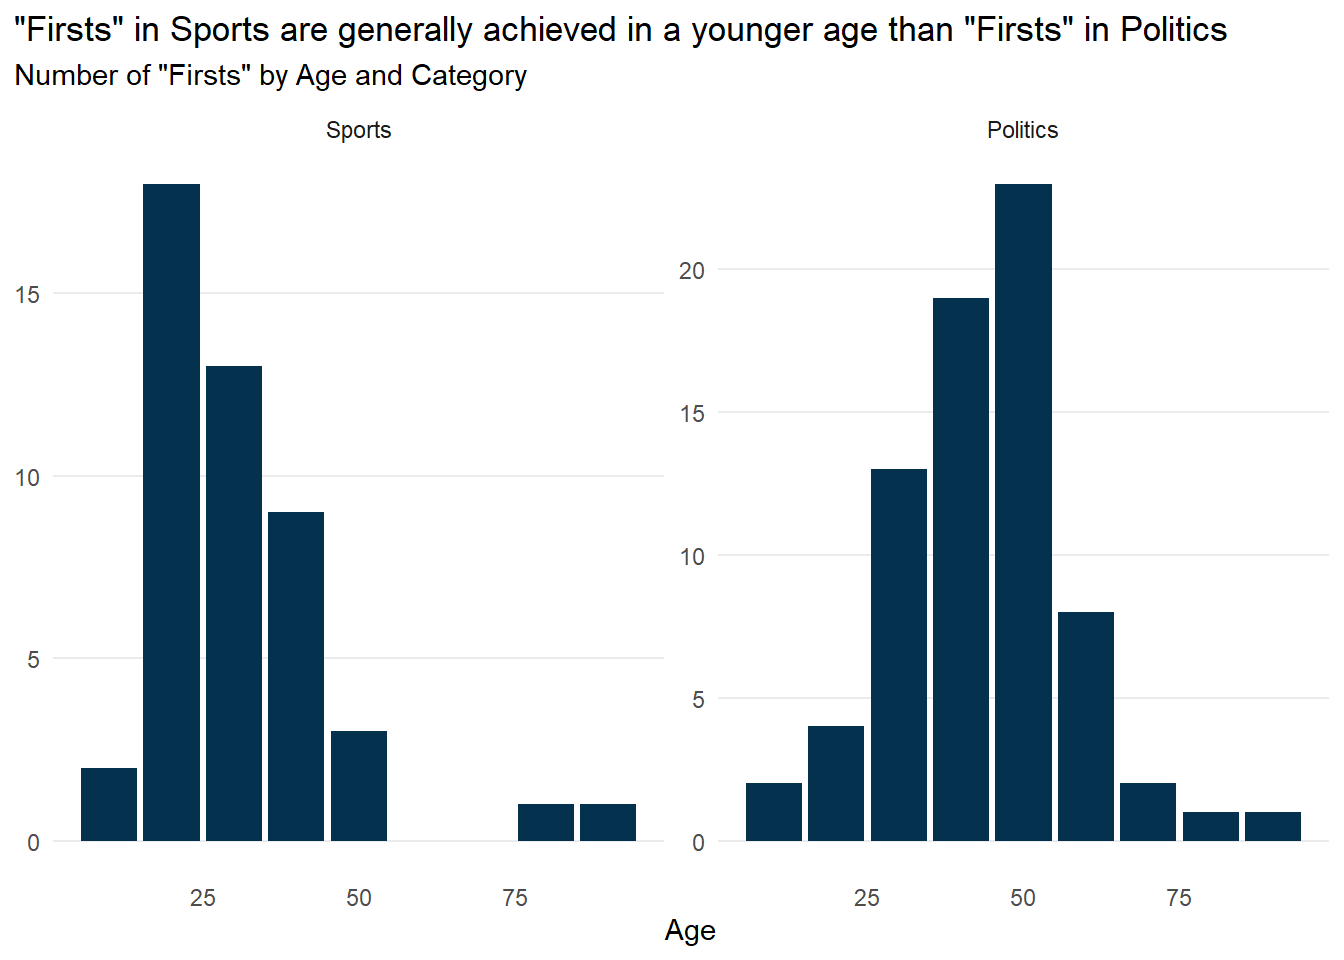 "Firsts" in Sports are generally achieved in a younger age than "Firsts" in Politics
Number of "Firsts" by Age and Category
Sports
Politics
15
10
5
0
20
15
10
5
0
25 50 75
25 50 75
Age